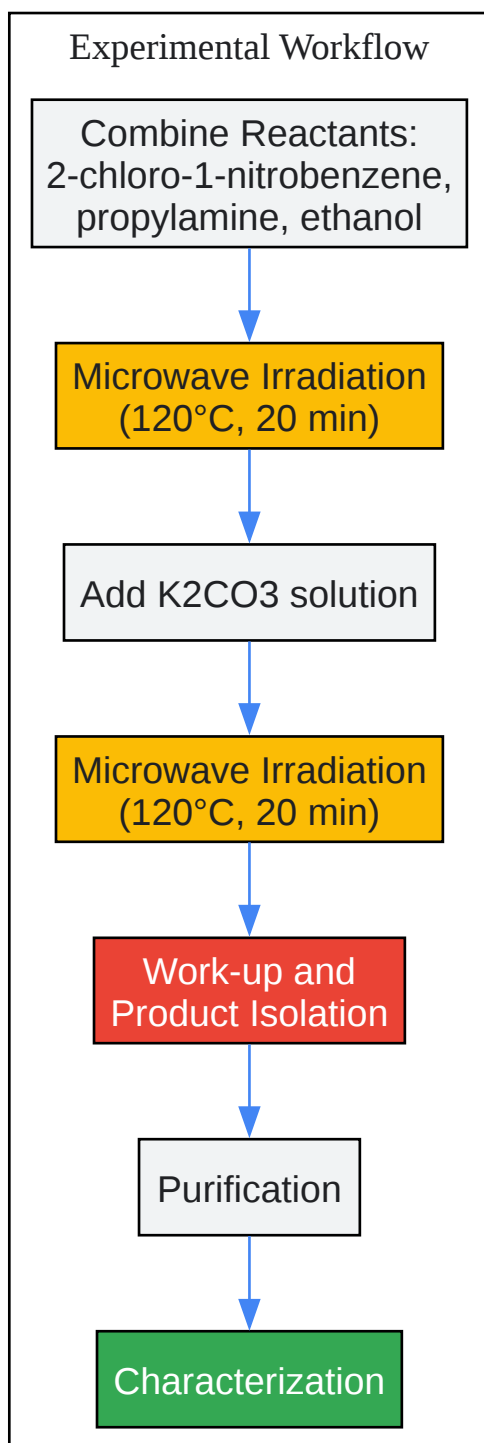 Experimental Workflow
Combine Reactants:
2-chloro-1-nitrobenzene,
propylamine, ethanol
Microwave Irradiation
(120°C, 20 min)
Add K2CO3 solution
Microwave Irradiation
(120°C, 20 min)
Work-up and
Product Isolation
Purification
Characterization